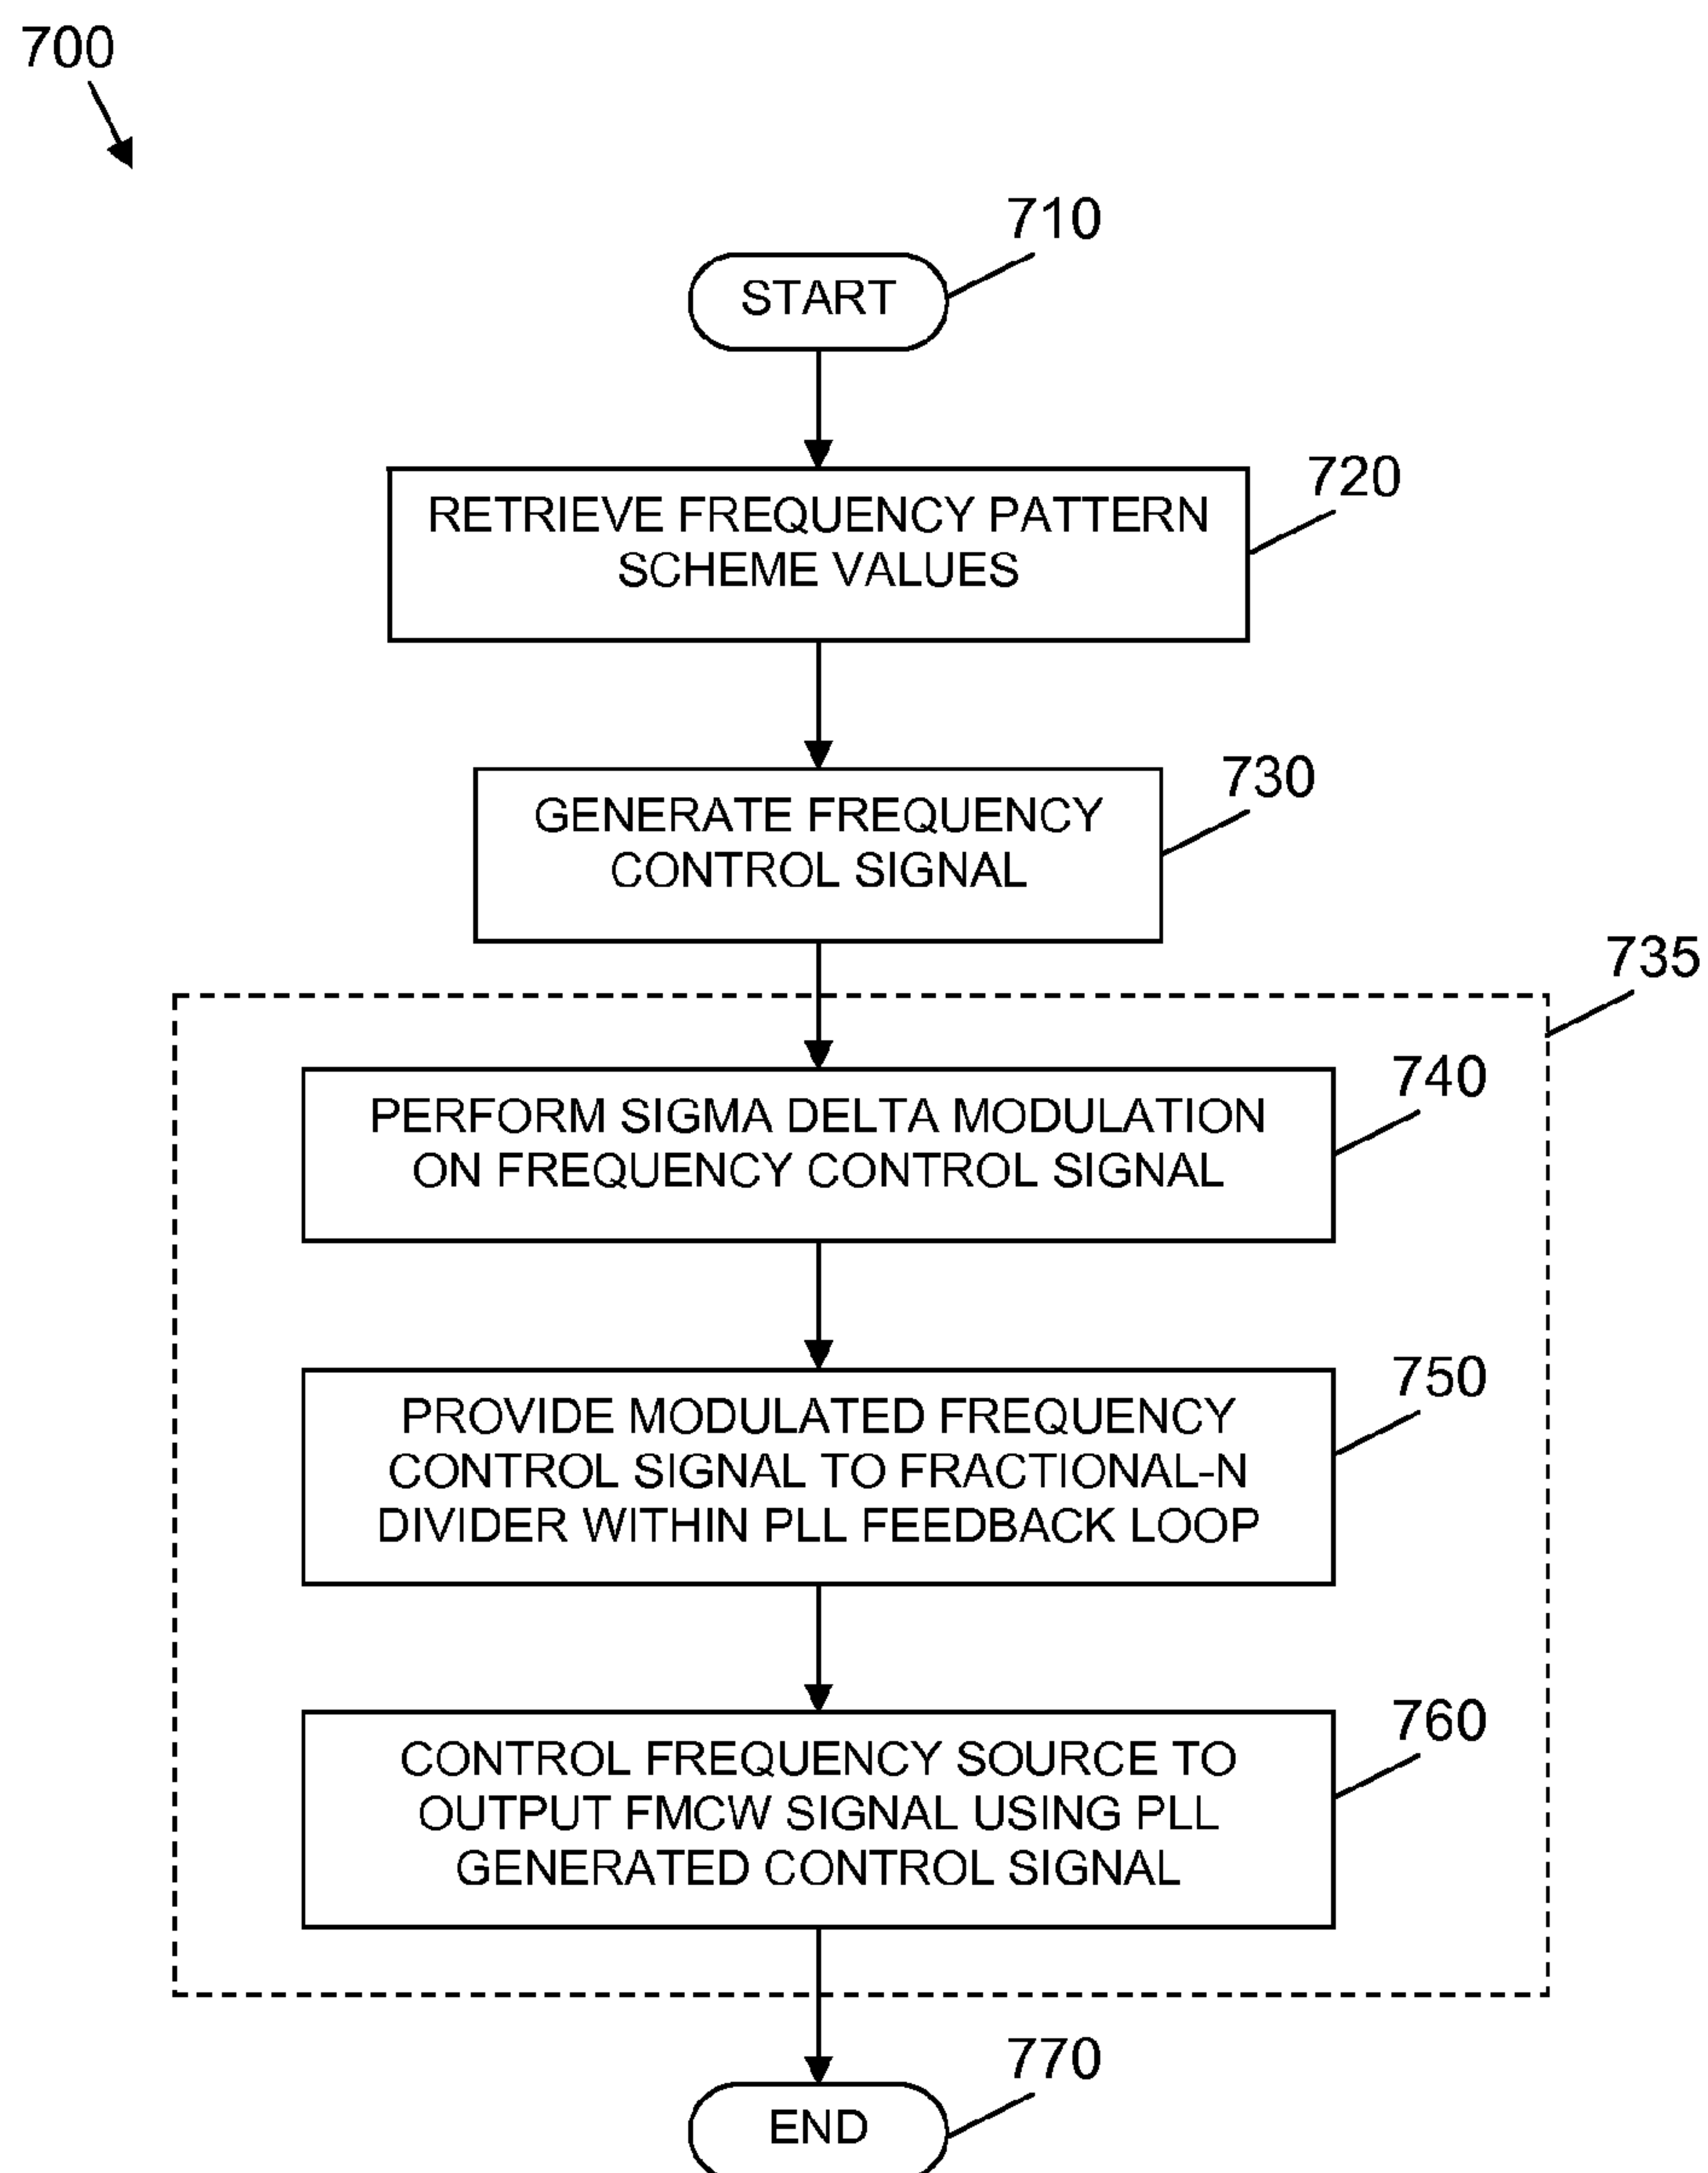 700
710
START
720
RETRIEVE FREQUENCY PATTERN
SCHEME VALUES
730
GENERATE FREQUENCY
CONTROL SIGNAL
735
740
PERFORM SIGMA DELTA MODULATION
ON FREQUENCY CONTROL SIGNAL
750
PROVIDE MODULATED FREQUENCY
CONTROL SIGNAL TO FRACTIONAL-N
DIVIDER WITHIN PLL FEEDBACK LOOP
760
CONTROL FREQUENCY SOURCE TO
OUTPUT FMCW SIGNAL USING PLL
GENERATED CONTROL SIGNAL
770
END